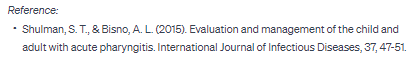 Reference:
• Shulman, S. T., & Bisno, A. L. (2015). Evaluation and management of the child and
adult with acute pharyngitis. International Journal of Infectious Diseases, 37, 47-51.